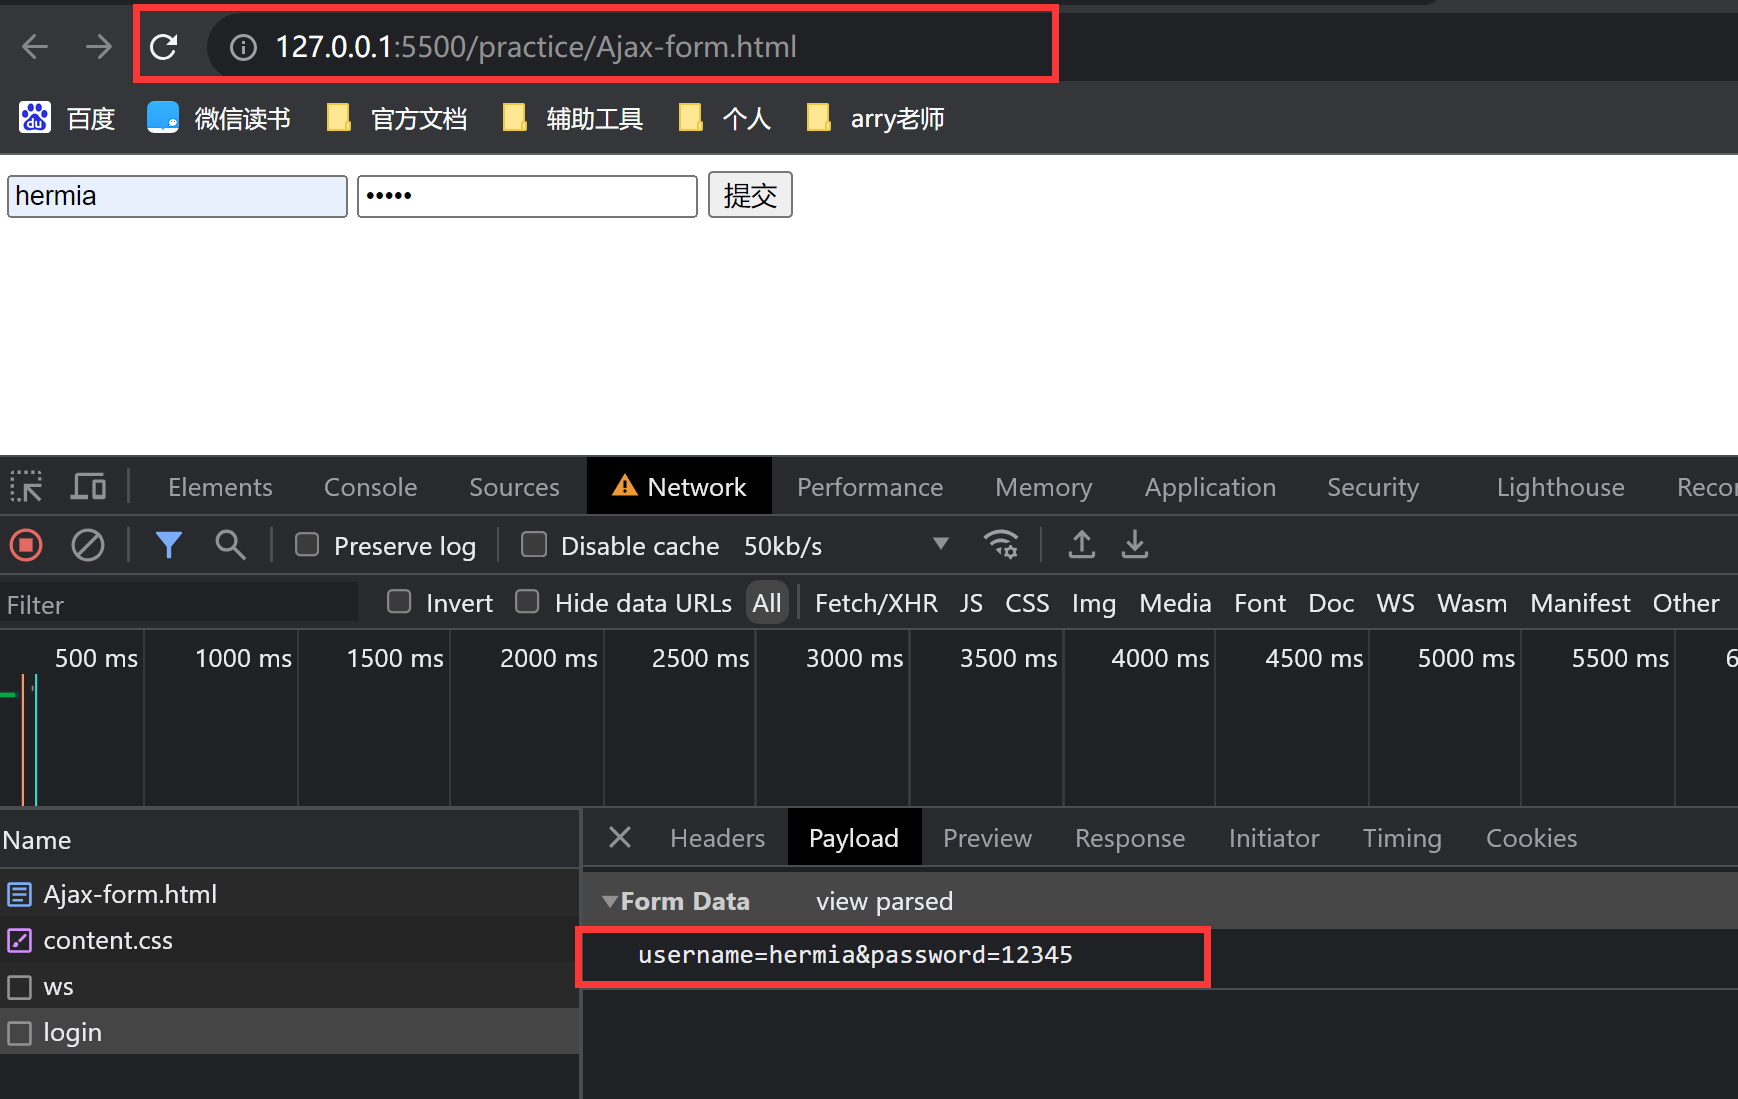 127.0.0.1:5500/practice/Ajax-form.html
百度 微信读书 官方文档 辅助工具 个人 arry老师
hermia ••••• 提交
Elements Console Sources Network Performance Memory Application Security Lighthouse Recor
Preserve log Disable cache 50kb/s
Filter Invert Hide data URLs All Fetch/XHR JS CSS Img Media Font Doc WS Wasm Manifest Other
500 ms 1000 ms 1500 ms 2000 ms 2500 ms 3000 ms 3500 ms 4000 ms 4500 ms 5000 ms 5500 ms 6
Name
Headers Payload Preview Response Initiator Timing Cookies
Ajax-form.html
Form Data view parsed
content.css
username=hermia&password=12345
ws
login